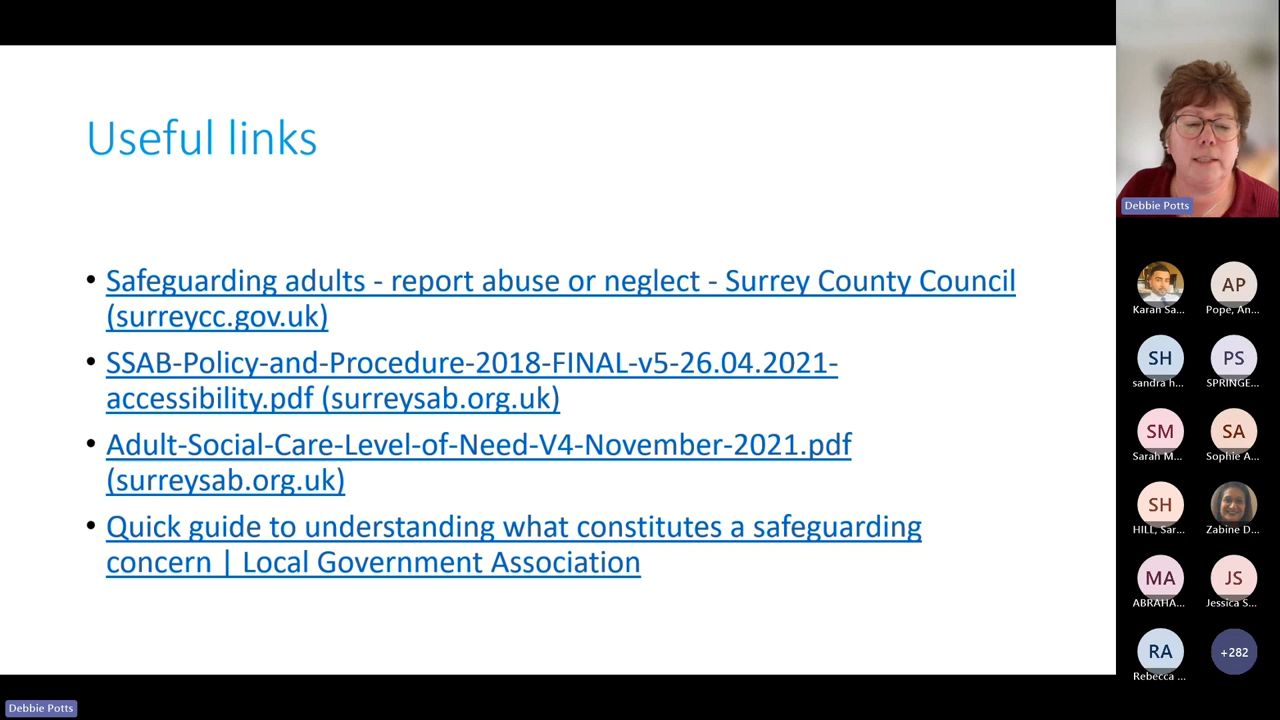 Useful links
• Safeguarding adults - report abuse or neglect - Surrey County Council
(surreycc.gov.uk)
• SSAB-Policy-and-Procedure-2018-FINAL-v5-26.04.2021-
accessibility.pdf (surreysab.org.uk)
• Adult-Social-Care-Level-of-Need-V4-November-2021.pdf
(surreysab.org.uk)
• Quick guide to understanding what constitutes a safeguarding
concern | Local Government Association
Debbie Potts
Karan Sa...
AP
Pope, An...
SH
sandra h...
PS
SPRINGE...
SM
Sarah M...
SA
Sophie A...
SH
HILL, Sar...
Zabine D...
MA
ABRAHA...
JS
Jessica S...
RA
Rebecca ...
+282
Debbie Potts